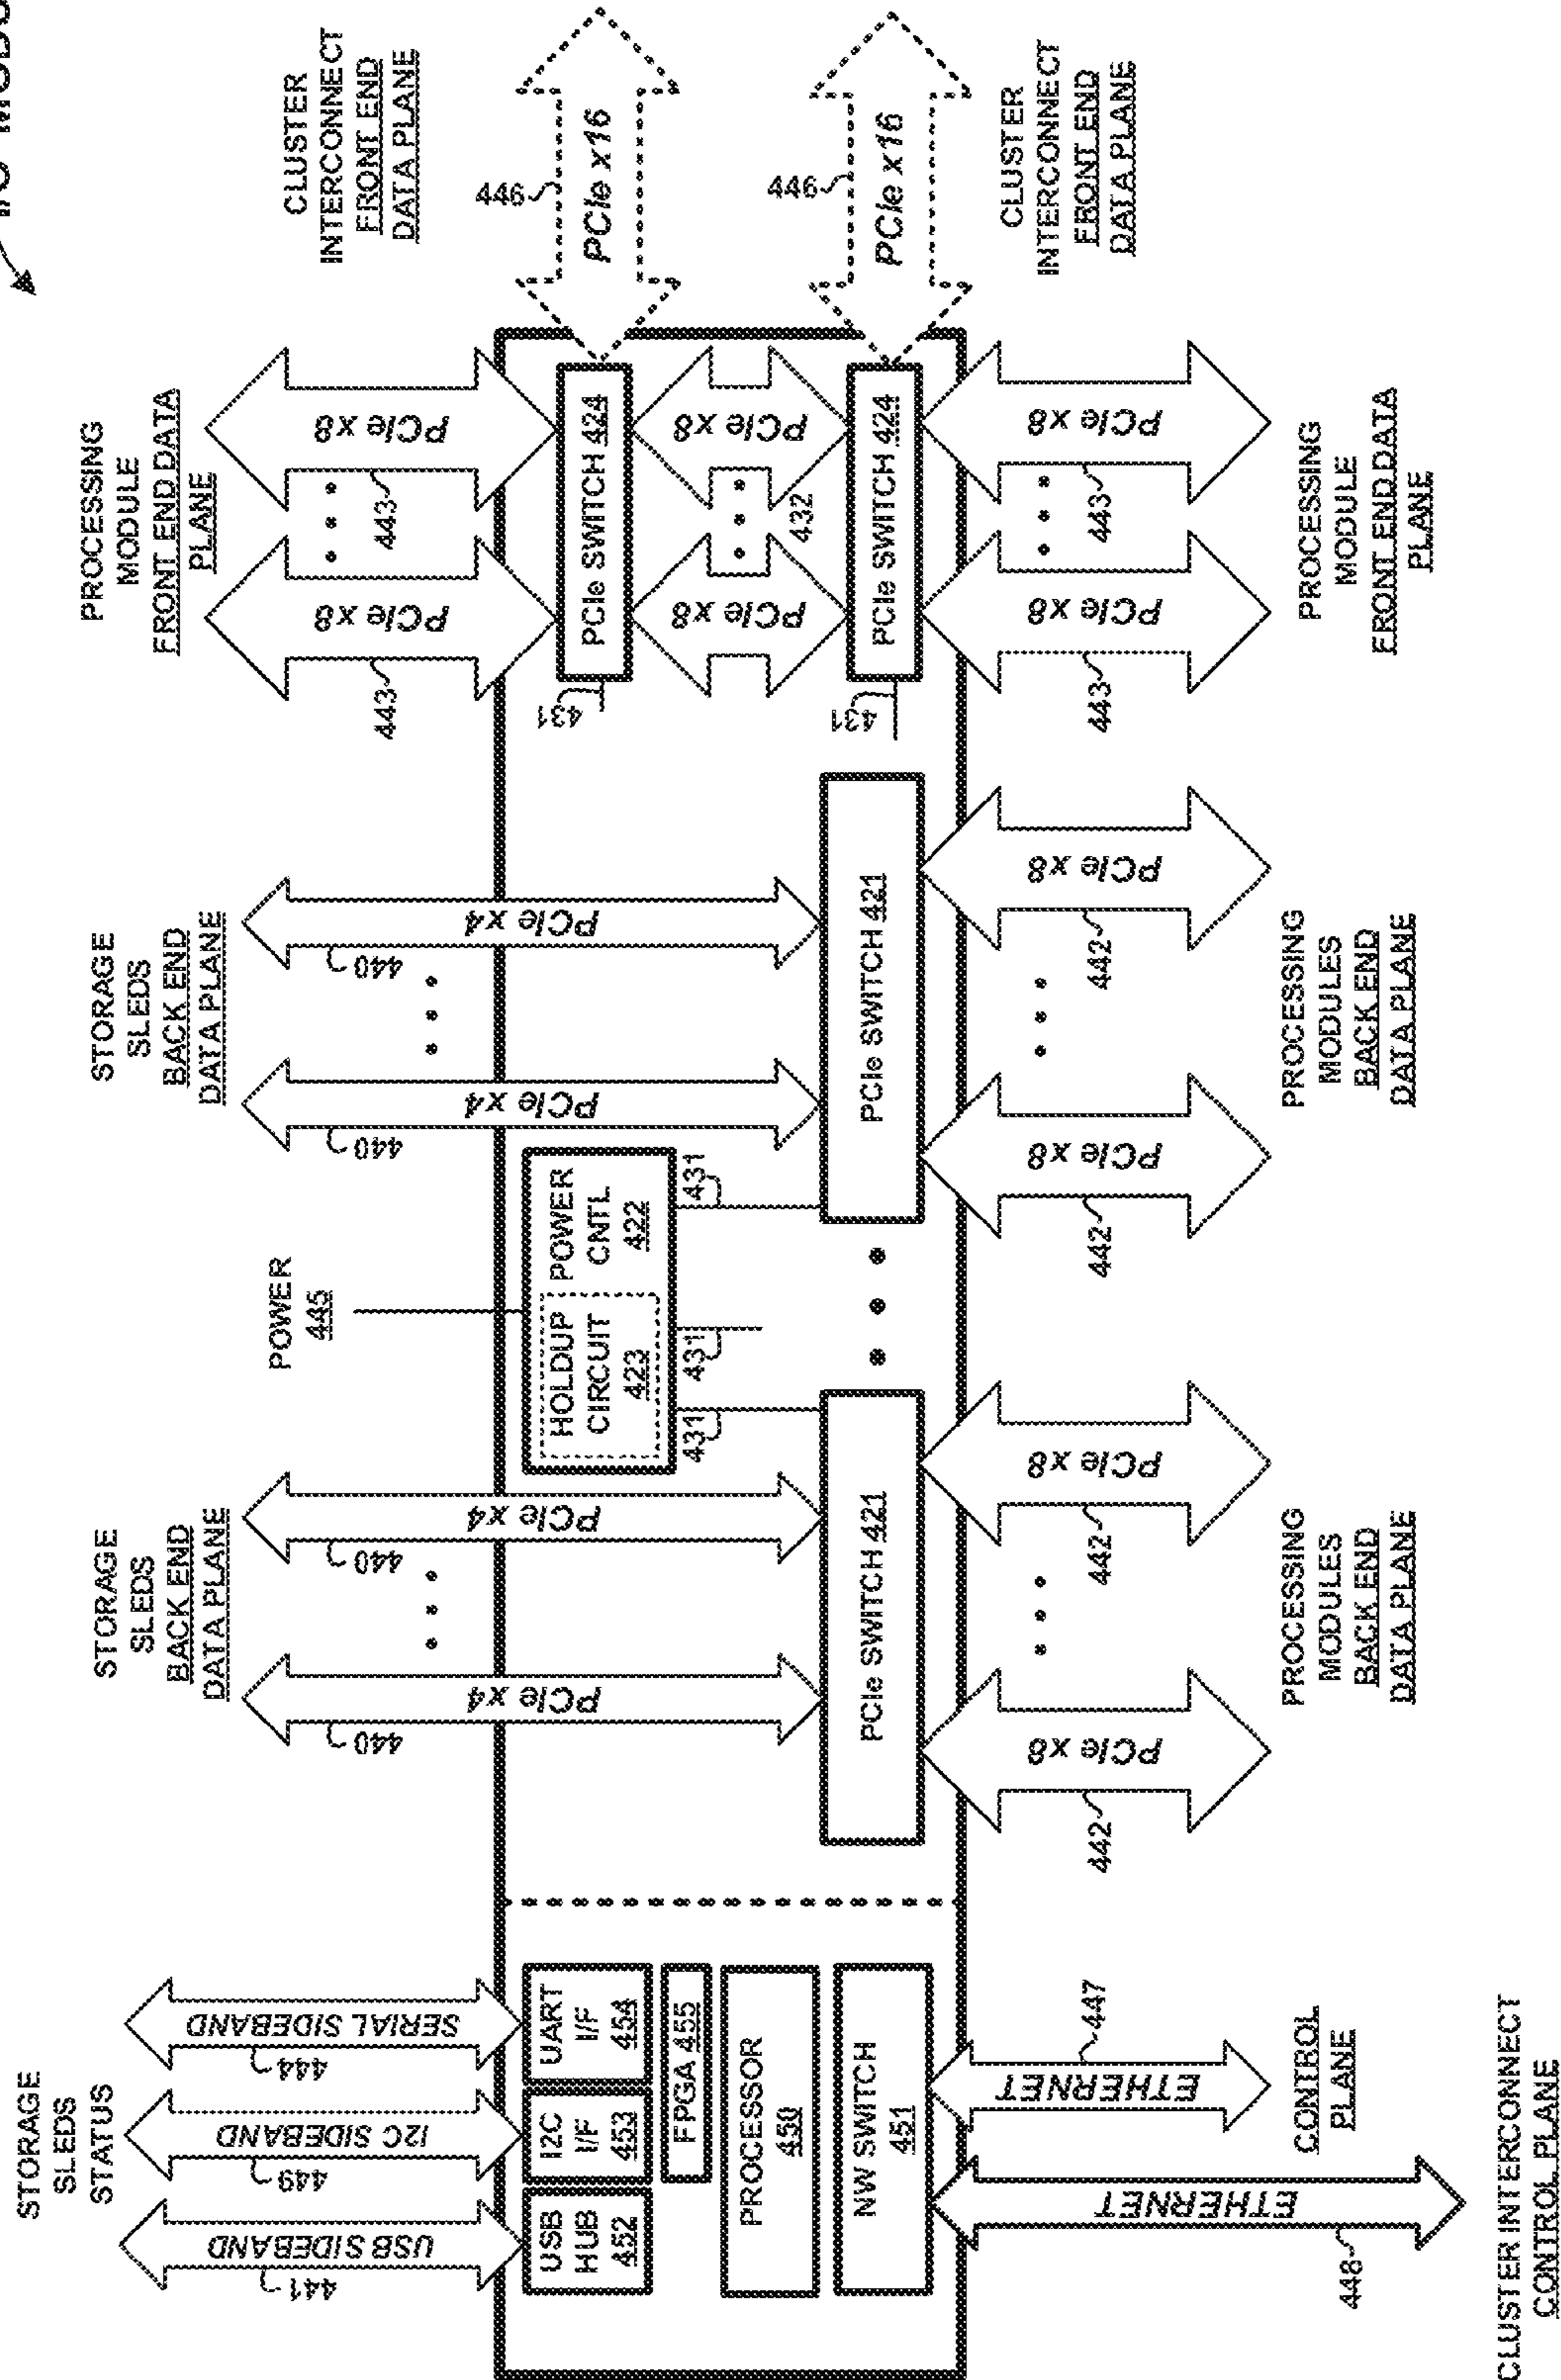 STORAGE
SLEDS
STATUS
STORAGE
SLEDS
BACK END
DATA PLANE
POWER
445
STORAGE
SLEDS
BACK END
DATA PLANE
PROCESSING
MODULE
FRONT END DATA
PLANE
CLUSTER
INTERCONNECT
FRONT END
DATA PLANE
441
USB SIDEBAND
449
I2C SIDEBAND
444
SERIAL SIDEBAND
440
PCIe x4
440
PCIe x4
440
PCIe x4
440
PCIe x4
443
PCIe x8
443
PCIe x8
446
PCIe x16
USB
HUB
452
I2C
I/F
453
UART
I/F
454
FPGA 455
PROCESSOR
450
NW SWITCH
451
HOLDUP
CIRCUIT
423
POWER
CNTL
422
431
431
431
PCIe SWITCH 421
PCIe SWITCH 421
431
PCIe SWITCH 424
PCIe x8
PCIe x8
432
431
PCIe SWITCH 424
446
PCIe x16
448
ETHERNET
447
ETHERNET
442
PCIe x8
442
PCIe x8
442
PCIe x8
442
PCIe x8
443
PCIe x8
443
PCIe x8
CLUSTER
INTERCONNECT
FRONT END
DATA PLANE
CONTROL
PLANE
PROCESSING
MODULES
BACK END
DATA PLANE
PROCESSING
MODULES
BACK END
DATA PLANE
PROCESSING
MODULE
FRONT END DATA
PLANE
CLUSTER INTERCONNECT
CONTROL PLANE